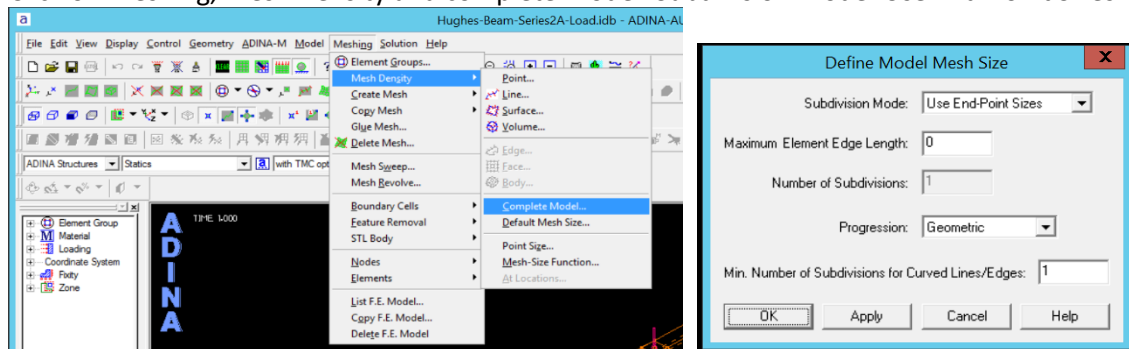 Hughes-Beam-Series2A-Load.idb - ADINA-AU
File Edit View Display Control Geometry ADINA-M Model Meshing Solution Help
Element Groups...
Mesh Density
Create Mesh
Copy Mesh
Glue Mesh...
Delete Mesh...
Mesh Sweep...
Mesh Revolve...
Boundary Cells
Feature Removal
STL Body
Nodes
Elements
List F.E. Model...
Copy F.E. Model...
Delete F.E. Model
Point...
Line...
Surface...
Volume...
Edge...
Face...
Body...
Complete Model...
Default Mesh Size...
Point Size...
Mesh-Size Function...
At Locations...
ADINA Structures
Statics
with TMC opt
Element Group
Material
Loading
Coordinate System
Fixity
Zone
ADINA
TIME 1.000
Define Model Mesh Size
X
Subdivision Mode: Use End-Point Sizes
Maximum Element Edge Length: 0
Number of Subdivisions: 1
Progression: Geometric
Min. Number of Subdivisions for Curved Lines/Edges: 1
OK Apply Cancel Help